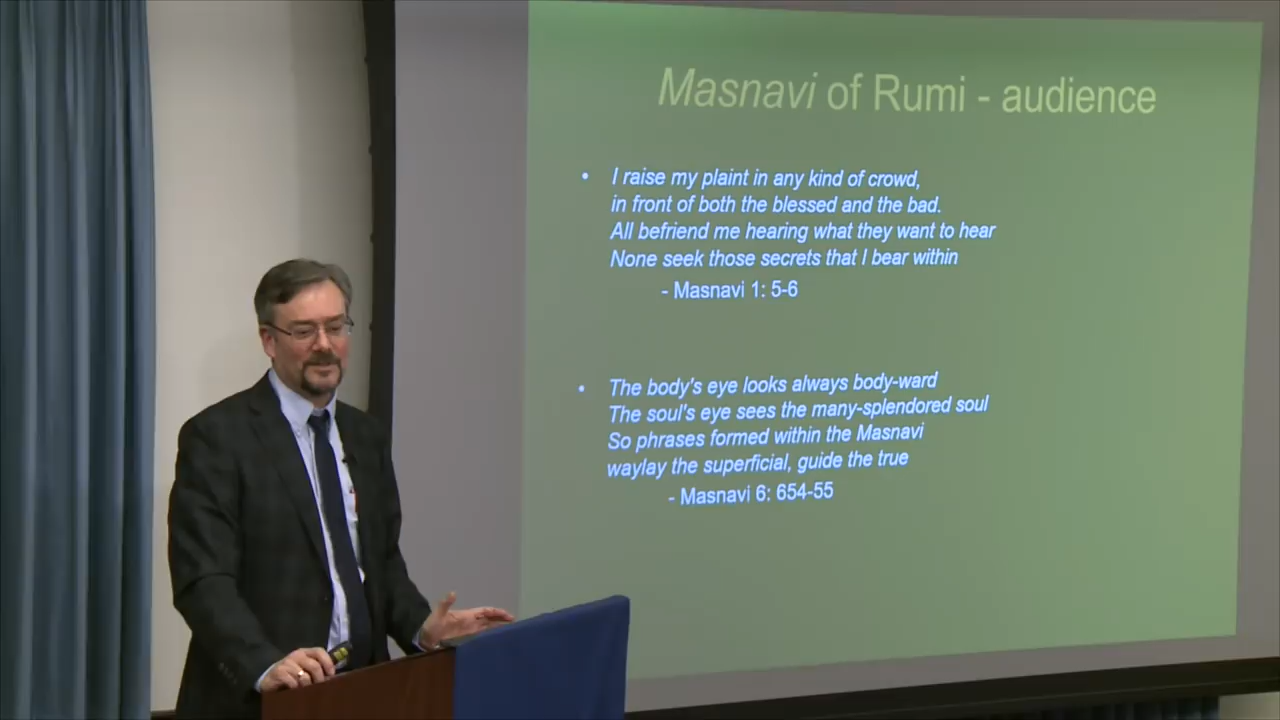 Masnavi of Rumi - audience
• I raise my plaint in any kind of crowd,
in front of both the blessed and the bad.
All befriend me hearing what they want to hear
None seek those secrets that I bear within
- Masnavi 1: 5-6
• The body's eye looks always body-ward
The soul's eye sees the many-splendored soul
So phrases formed within the Masnavi
waylay the superficial, guide the true
- Masnavi 6: 654-55